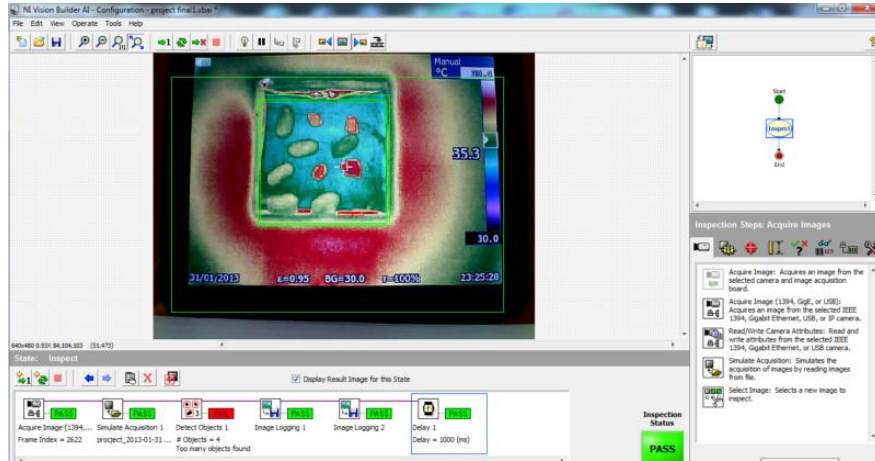 NI Vision Builder AI - Configuration - project final1.vbai *
File Edit View Operate Tools Help
Manual
°C
35.3
30.0
31/01/2013 ε=0.95 BG=30.0 τ=100% 23:25:28
Start
Inspect
End
Inspection Steps: Acquire Images
Acquire Image: Acquires an image from the
selected camera and image acquisition
board.
Acquire Image (1394, GigE, or USB):
Acquires an image from the selected IEEE
1394, Gigabit Ethernet, USB, or IP camera.
Read/Write Camera Attributes: Read and
write attributes from the selected IEEE
1394, Gigabit Ethernet, or USB camera.
Simulate Acquisition: Simulates the
acquisition of images by reading images
from file.
Select Image: Selects a new image to
inspect.
640x480 0.93X 84,104,103 (51,473)
State: Inspect
Display Result Image for this State
PASS PASS FAIL PASS PASS PASS
Acquire Image (1394,... Simulate Acquisition 1 Detect Objects 1 Image Logging 1 Image Logging 2 Delay 1
Frame Index = 2622 procject_2013-01-31 ... # Objects = 4 Delay = 1000 (ms)
Too many objects found
Inspection
Status
PASS